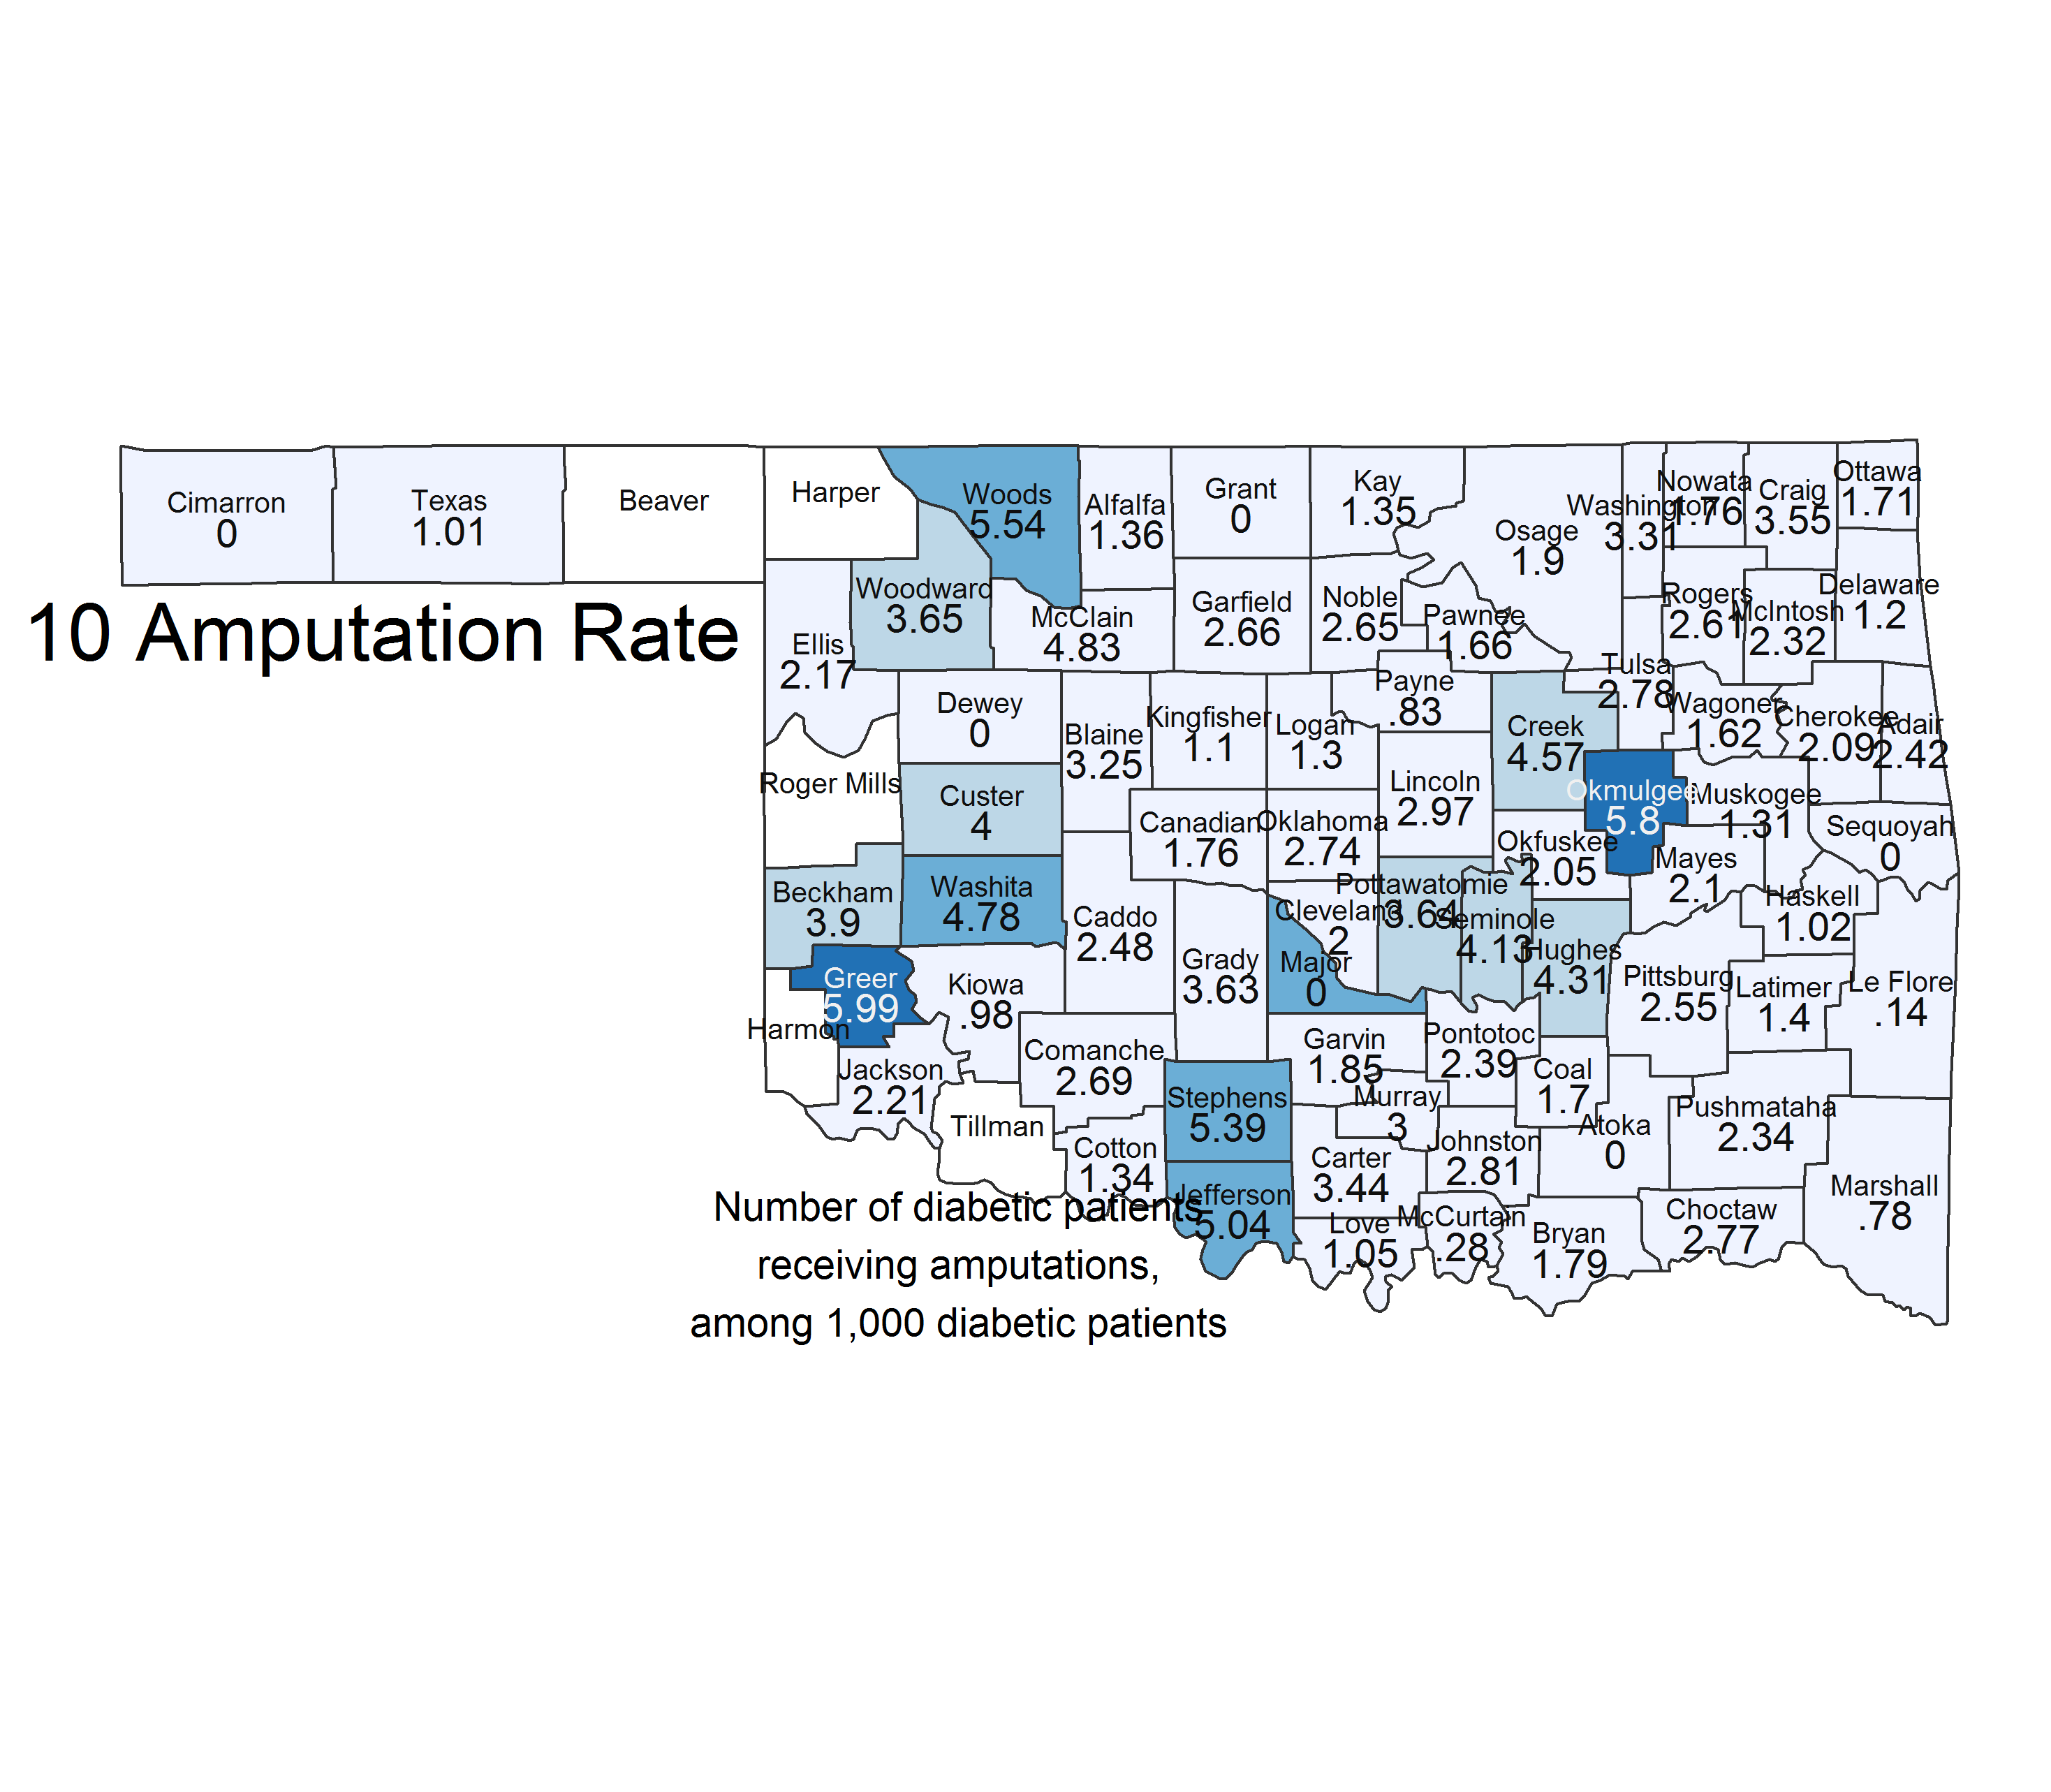 Cimarron
0
Texas
1.01
Beaver
Harper
Woods
5.54
Alfalfa
1.36
Grant
0
Kay
1.35
Osage
1.9
Washington
3.31
Nowata
1.76
Craig
3.55
Ottawa
1.71
Woodward
3.65
Ellis
2.17
McClain
4.83
Garfield
2.66
Noble
2.65
Pawnee
1.66
Rogers
2.61
McIntosh
2.32
Delaware
1.2
10 Amputation Rate
Tulsa
2.78
Dewey
0
Blaine
3.25
Kingfisher
1.1
Logan
1.3
Payne
.83
Creek
4.57
Wagoner
1.62
Cherokee
2.09
Adair
2.42
Roger Mills
Custer
4
Canadian
1.76
Oklahoma
2.74
Lincoln
2.97
Okfuskee
2.05
Okmulgee
5.8
Muskogee
1.31
Mayes
2.1
Sequoyah
0
Beckham
3.9
Washita
4.78
Caddo
2.48
Grady
3.63
Cleveland
2
Major
0
Pottawatomie
3.64
Seminole
4.13
Hughes
4.31
Haskell
1.02
Pittsburg
2.55
Latimer
1.4
Le Flore
.14
Greer
5.99
Kiowa
.98
Harmon
Jackson
2.21
Comanche
2.69
Garvin
1.85
Pontotoc
2.39
Coal
1.7
Murray
3
Stephens
5.39
Tillman
Cotton
1.34
Carter
3.44
Johnston
2.81
Atoka
0
Pushmataha
2.34
Jefferson
5.04
Love
1.05
McCurtain
.28
Bryan
1.79
Choctaw
2.77
Marshall
.78
Number of diabetic patients
receiving amputations,
among 1,000 diabetic patients